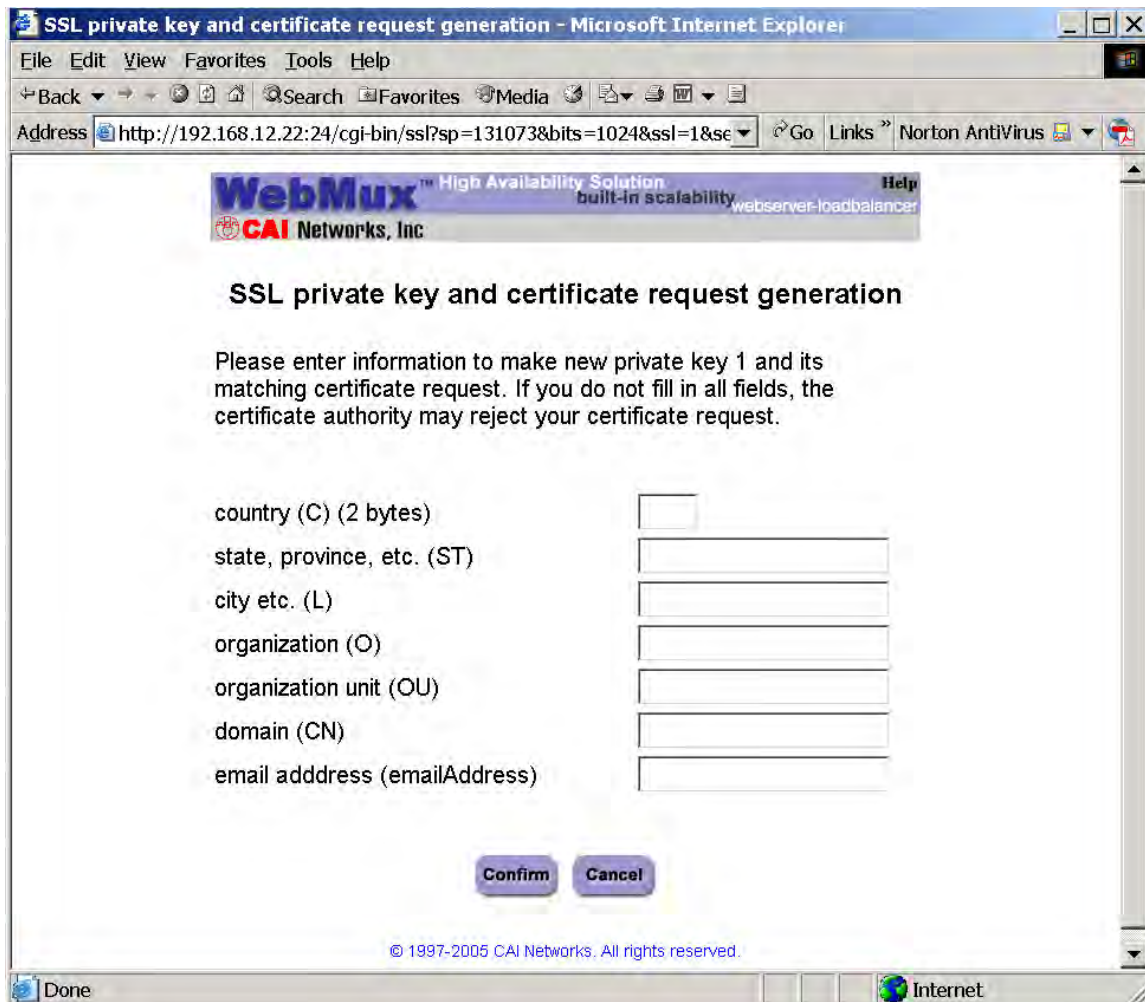 SSL private key and certificate request generation - Microsoft Internet Explorer
File Edit View Favorites Tools Help
Back Search Favorites Media
Address http://192.168.12.22:24/cgi-bin/ssl?sp=131073&bits=1024&ssl=1&se Go Links » Norton AntiVirus
WebMux™ High Availability Solution Help
built-in scalability webserver-loadbalancer
CAI Networks, Inc
SSL private key and certificate request generation
Please enter information to make new private key 1 and its
matching certificate request. If you do not fill in all fields, the
certificate authority may reject your certificate request.
country (C) (2 bytes)
state, province, etc. (ST)
city etc. (L)
organization (O)
organization unit (OU)
domain (CN)
email adddress (emailAddress)
Confirm Cancel
© 1997-2005 CAI Networks. All rights reserved.
Done Internet